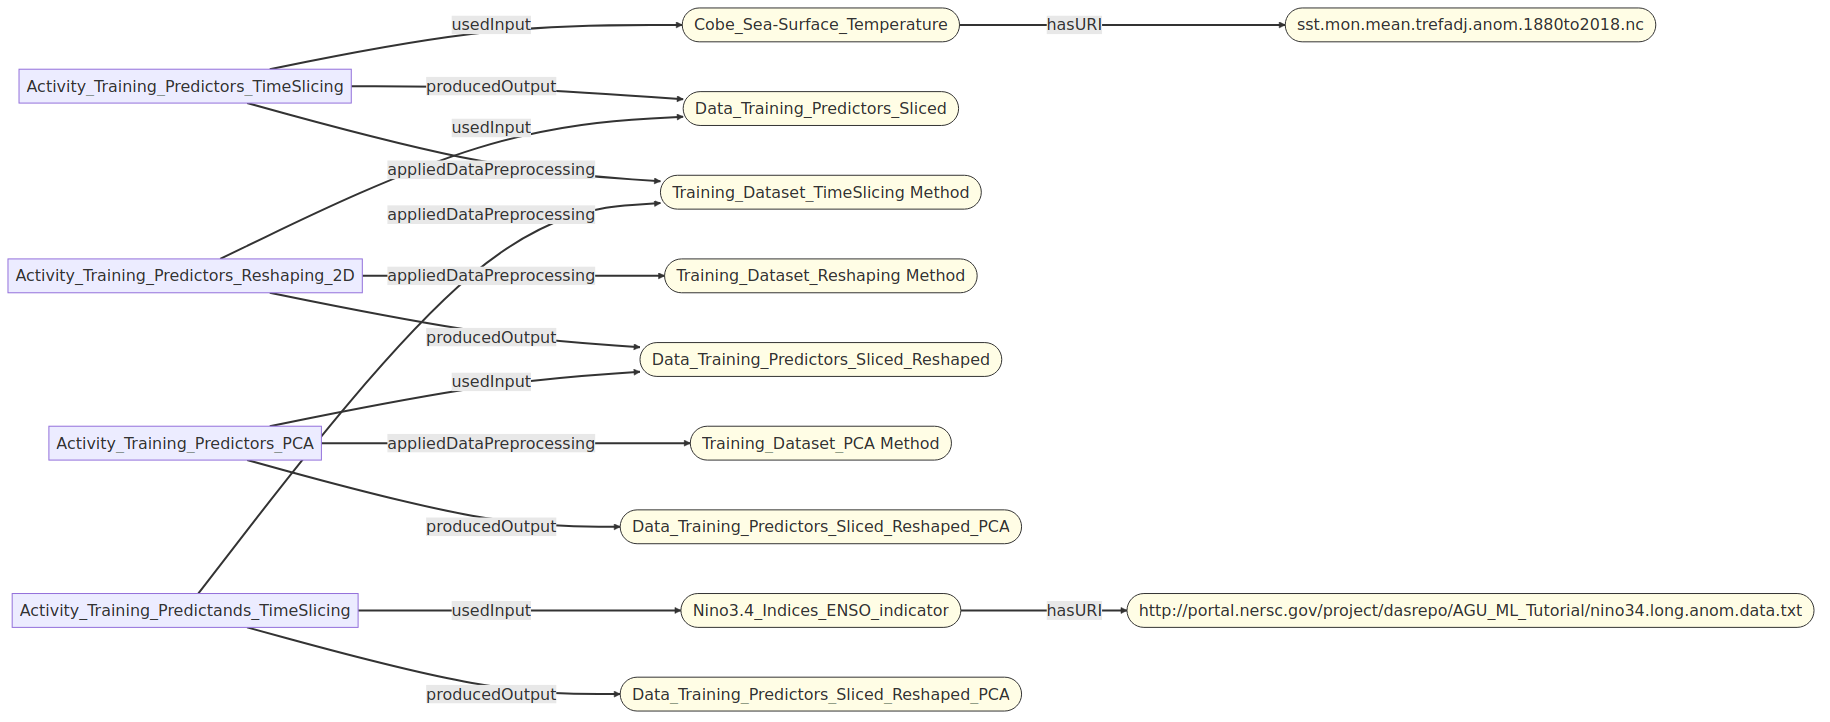 usedInput
Cobe_Sea-Surface_Temperature
hasURI
sst.mon.mean.trefadj.anom.1880to2018.nc
Activity_Training_Predictors_TimeSlicing
producedOutput
Data_Training_Predictors_Sliced
usedInput
appliedDataPreprocessing
Training_Dataset_TimeSlicing Method
appliedDataPreprocessing
Activity_Training_Predictors_Reshaping_2D
appliedDataPreprocessing
Training_Dataset_Reshaping Method
producedOutput
Data_Training_Predictors_Sliced_Reshaped
usedInput
Activity_Training_Predictors_PCA
appliedDataPreprocessing
Training_Dataset_PCA Method
producedOutput
Data_Training_Predictors_Sliced_Reshaped_PCA
Activity_Training_Predictands_TimeSlicing
usedInput
Nino3.4_Indices_ENSO_indicator
hasURI
http://portal.nersc.gov/project/dasrepo/AGU_ML_Tutorial/nino34.long.anom.data.txt
producedOutput
Data_Training_Predictors_Sliced_Reshaped_PCA